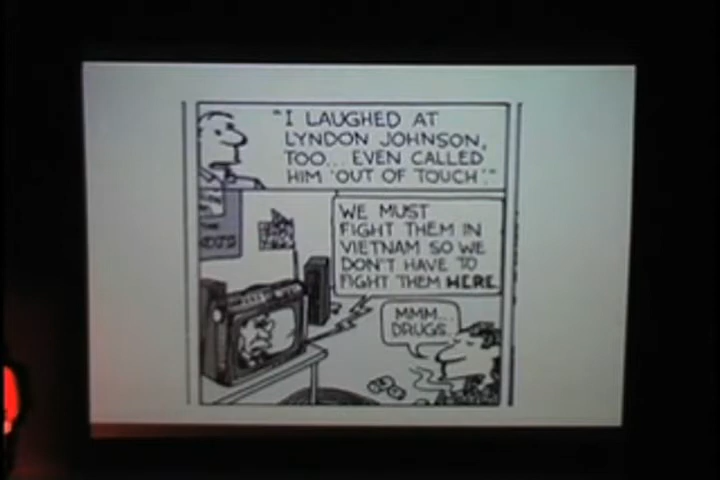 "I LAUGHED AT
LYNDON JOHNSON,
TOO... EVEN CALLED
HIM 'OUT OF TOUCH'."
WE MUST
FIGHT THEM IN
VIETNAM SO WE
DON'T HAVE TO
FIGHT THEM HERE.
MMM...
DRUGS.